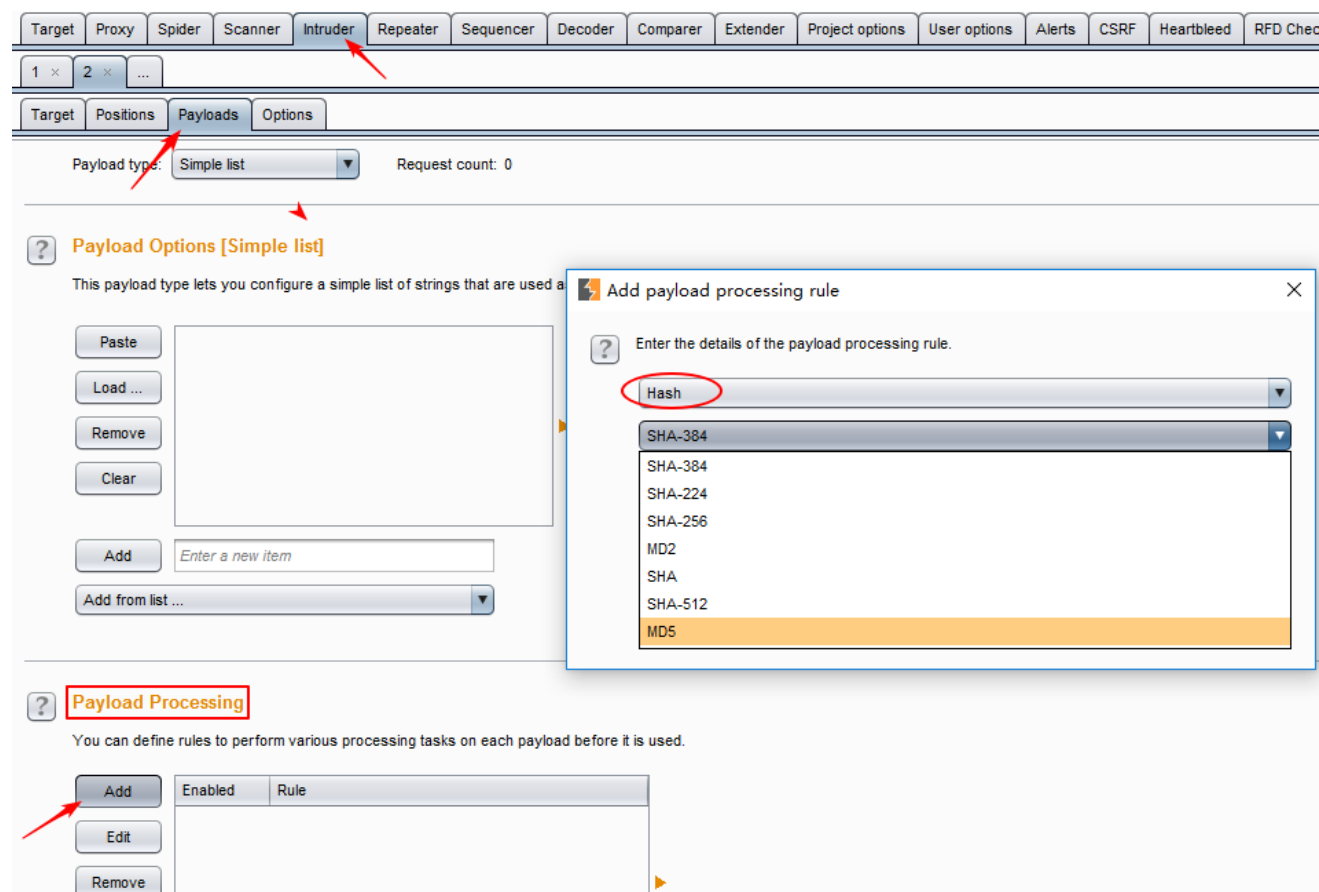 Target Proxy Spider Scanner Intruder Repeater Sequencer Decoder Comparer Extender Project options User options Alerts CSRF Heartbleed RFD Chec
1 × 2 × ...
Target Positions Payloads Options
Payload type: Simple list Request count: 0
? Payload Options [Simple list]
This payload type lets you configure a simple list of strings that are used a
Paste
Load ...
Remove
Clear
Add Enter a new item
Add from list ...
Add payload processing rule
? Enter the details of the payload processing rule.
Hash
SHA-384
SHA-384
SHA-224
SHA-256
MD2
SHA
SHA-512
MD5
? Payload Processing
You can define rules to perform various processing tasks on each payload before it is used.
Add Enabled Rule
Edit
Remove